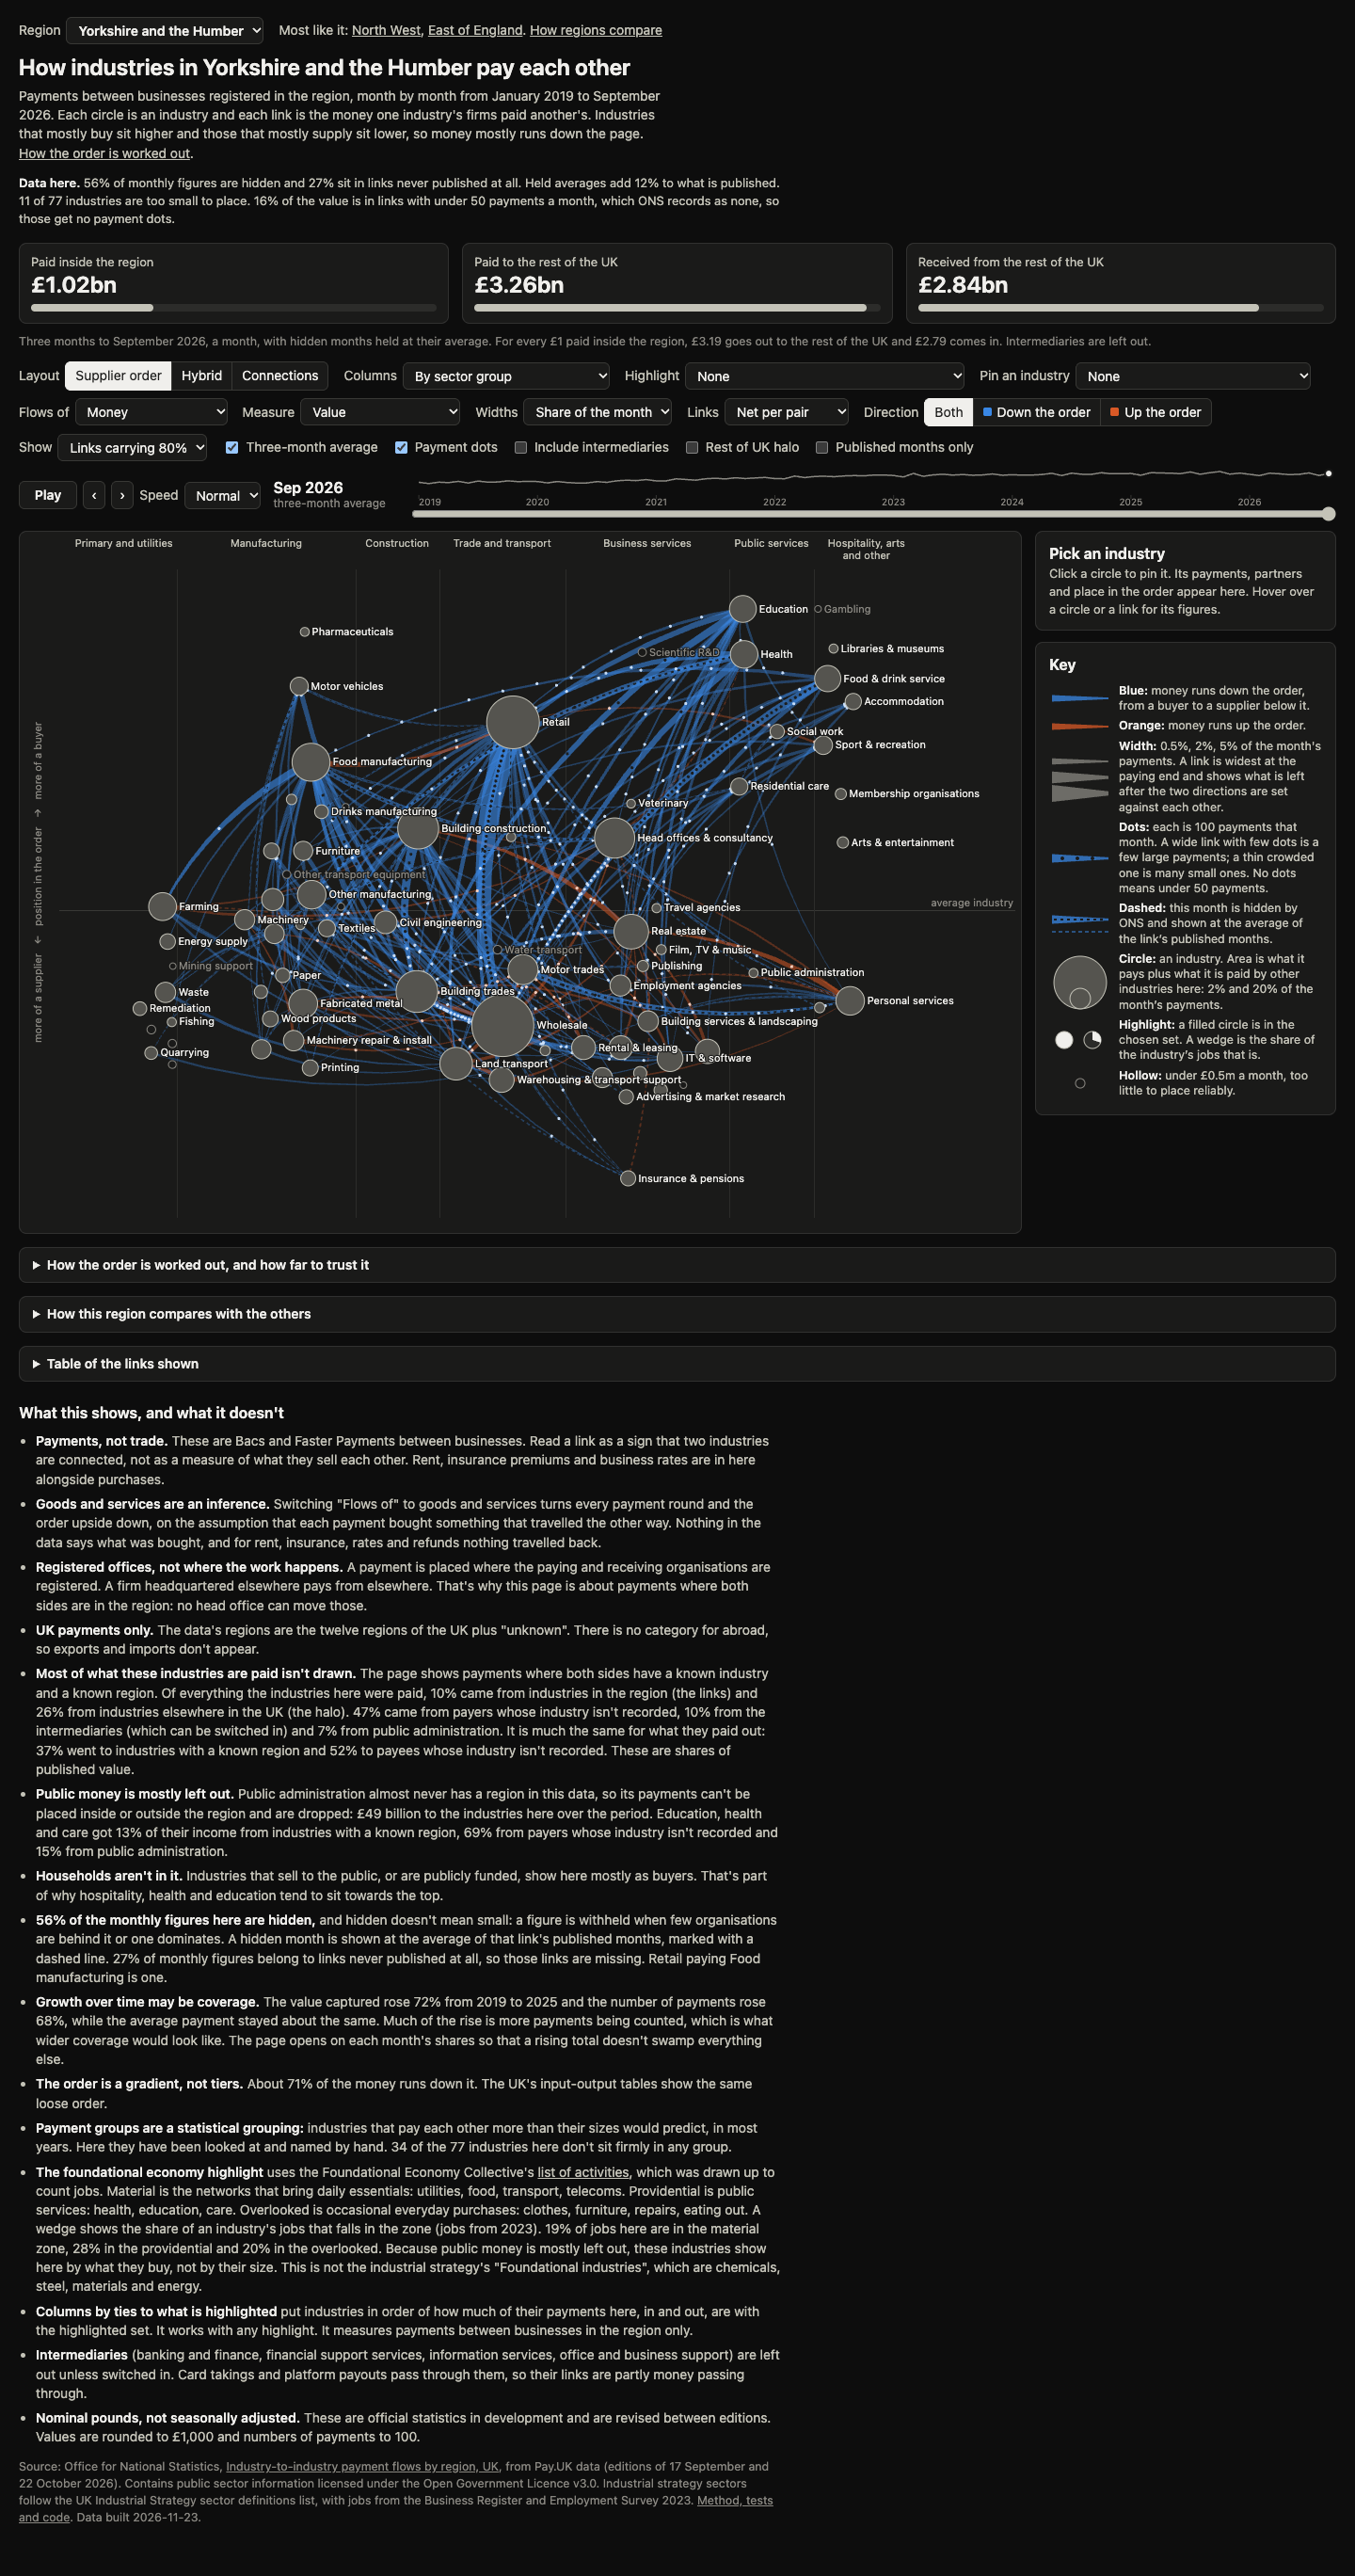 Region Yorkshire and the Humber Most like it: North West, East of England. How regions compare
How industries in Yorkshire and the Humber pay each other
Payments between businesses registered in the region, month by month from January 2019 to September
2026. Each circle is an industry and each link is the money one industry's firms paid another's. Industries
that mostly buy sit higher and those that mostly supply sit lower, so money mostly runs down the page.
How the order is worked out.
Data here. 56% of monthly figures are hidden and 27% sit in links never published at all. Held averages add 12% to what is published.
11 of 77 industries are too small to place. 16% of the value is in links with under 50 payments a month, which ONS records as none, so
those get no payment dots.
Paid inside the region
£1.02bn
Paid to the rest of the UK
£3.26bn
Received from the rest of the UK
£2.84bn
Three months to September 2026, a month, with hidden months held at their average. For every £1 paid inside the region, £3.19 goes out to the rest of the UK and £2.79 comes in. Intermediaries are left out.
Layout Supplier order Hybrid Connections Columns By sector group Highlight None Pin an industry None
Flows of Money Measure Value Widths Share of the month Links Net per pair Direction Both Down the order Up the order
Show Links carrying 80% Three-month average Payment dots Include intermediaries Rest of UK halo Published months only
Play ‹ › Speed Normal Sep 2026
three-month average
2019 2020 2021 2022 2023 2024 2025 2026
Primary and utilities Manufacturing Construction Trade and transport Business services Public services Hospitality, arts
and other
more of a supplier ← position in the order → more of a buyer
Education
Gambling
Pharmaceuticals
Libraries & museums
Scientific R&D
Health
Food & drink service
Motor vehicles
Accommodation
Retail
Social work
Sport & recreation
Food manufacturing
Residential care
Membership organisations
Veterinary
Drinks manufacturing
Building construction
Head offices & consultancy
Arts & entertainment
Furniture
Other transport equipment
Other manufacturing
average industry
Farming
Travel agencies
Machinery
Civil engineering
Textiles
Real estate
Energy supply
Water transport
Film, TV & music
Mining support
Publishing
Motor trades
Public administration
Paper
Employment agencies
Waste
Building trades
Personal services
Fabricated metal
Remediation
Wood products
Fishing
Building services & landscaping
Wholesale
Machinery repair & install
Rental & leasing
Quarrying
IT & software
Land transport
Printing
Warehousing & transport support
Advertising & market research
Insurance & pensions
Pick an industry
Click a circle to pin it. Its payments, partners
and place in the order appear here. Hover over
a circle or a link for its figures.
Key
Blue: money runs down the order,
from a buyer to a supplier below it.
Orange: money runs up the order.
Width: 0.5%, 2%, 5% of the month's
payments. A link is widest at the
paying end and shows what is left
after the two directions are set
against each other.
Dots: each is 100 payments that
month. A wide link with few dots is a
few large payments; a thin crowded
one is many small ones. No dots
means under 50 payments.
Dashed: this month is hidden by
ONS and shown at the average of
the link's published months.
Circle: an industry. Area is what it
pays plus what it is paid by other
industries here: 2% and 20% of the
month's payments.
Highlight: a filled circle is in the
chosen set. A wedge is the share of
the industry's jobs that is.
Hollow: under £0.5m a month, too
little to place reliably.
How the order is worked out, and how far to trust it
How this region compares with the others
Table of the links shown
What this shows, and what it doesn't
Payments, not trade. These are Bacs and Faster Payments between businesses. Read a link as a sign that two industries
are connected, not as a measure of what they sell each other. Rent, insurance premiums and business rates are in here
alongside purchases.
Goods and services are an inference. Switching "Flows of" to goods and services turns every payment round and the
order upside down, on the assumption that each payment bought something that travelled the other way. Nothing in the
data says what was bought, and for rent, insurance, rates and refunds nothing travelled back.
Registered offices, not where the work happens. A payment is placed where the paying and receiving organisations are
registered. A firm headquartered elsewhere pays from elsewhere. That's why this page is about payments where both
sides are in the region: no head office can move those.
UK payments only. The data's regions are the twelve regions of the UK plus "unknown". There is no category for abroad,
so exports and imports don't appear.
Most of what these industries are paid isn't drawn. The page shows payments where both sides have a known industry
and a known region. Of everything the industries here were paid, 10% came from industries in the region (the links) and
26% from industries elsewhere in the UK (the halo). 47% came from payers whose industry isn't recorded, 10% from the
intermediaries (which can be switched in) and 7% from public administration. It is much the same for what they paid out:
37% went to industries with a known region and 52% to payees whose industry isn't recorded. These are shares of
published value.
Public money is mostly left out. Public administration almost never has a region in this data, so its payments can't be
placed inside or outside the region and are dropped: £49 billion to the industries here over the period. Education, health
and care got 13% of their income from industries with a known region, 69% from payers whose industry isn't recorded and
15% from public administration.
Households aren't in it. Industries that sell to the public, or are publicly funded, show here mostly as buyers. That's part
of why hospitality, health and education tend to sit towards the top.
56% of the monthly figures here are hidden, and hidden doesn't mean small: a figure is withheld when few organisations
are behind it or one dominates. A hidden month is shown at the average of that link's published months, marked with a
dashed line. 27% of monthly figures belong to links never published at all, so those links are missing. Retail paying Food
manufacturing is one.
Growth over time may be coverage. The value captured rose 72% from 2019 to 2025 and the number of payments rose
68%, while the average payment stayed about the same. Much of the rise is more payments being counted, which is what
wider coverage would look like. The page opens on each month's shares so that a rising total doesn't swamp everything
else.
The order is a gradient, not tiers. About 71% of the money runs down it. The UK's input-output tables show the same
loose order.
Payment groups are a statistical grouping: industries that pay each other more than their sizes would predict, in most
years. Here they have been looked at and named by hand. 34 of the 77 industries here don't sit firmly in any group.
The foundational economy highlight uses the Foundational Economy Collective's list of activities, which was drawn up to
count jobs. Material is the networks that bring daily essentials: utilities, food, transport, telecoms. Providential is public
services: health, education, care. Overlooked is occasional everyday purchases: clothes, furniture, repairs, eating out. A
wedge shows the share of an industry's jobs that falls in the zone (jobs from 2023). 19% of jobs here are in the material
zone, 28% in the providential and 20% in the overlooked. Because public money is mostly left out, these industries show
here by what they buy, not by their size. This is not the industrial strategy's "Foundational industries", which are chemicals,
steel, materials and energy.
Columns by ties to what is highlighted put industries in order of how much of their payments here, in and out, are with
the highlighted set. It works with any highlight. It measures payments between businesses in the region only.
Intermediaries (banking and finance, financial support services, information services, office and business support) are left
out unless switched in. Card takings and platform payouts pass through them, so their links are partly money passing
through.
Nominal pounds, not seasonally adjusted. These are official statistics in development and are revised between editions.
Values are rounded to £1,000 and numbers of payments to 100.
Source: Office for National Statistics, Industry-to-industry payment flows by region, UK, from Pay.UK data (editions of 17 September and
22 October 2026). Contains public sector information licensed under the Open Government Licence v3.0. Industrial strategy sectors
follow the UK Industrial Strategy sector definitions list, with jobs from the Business Register and Employment Survey 2023. Method, tests
and code. Data built 2026-11-23.